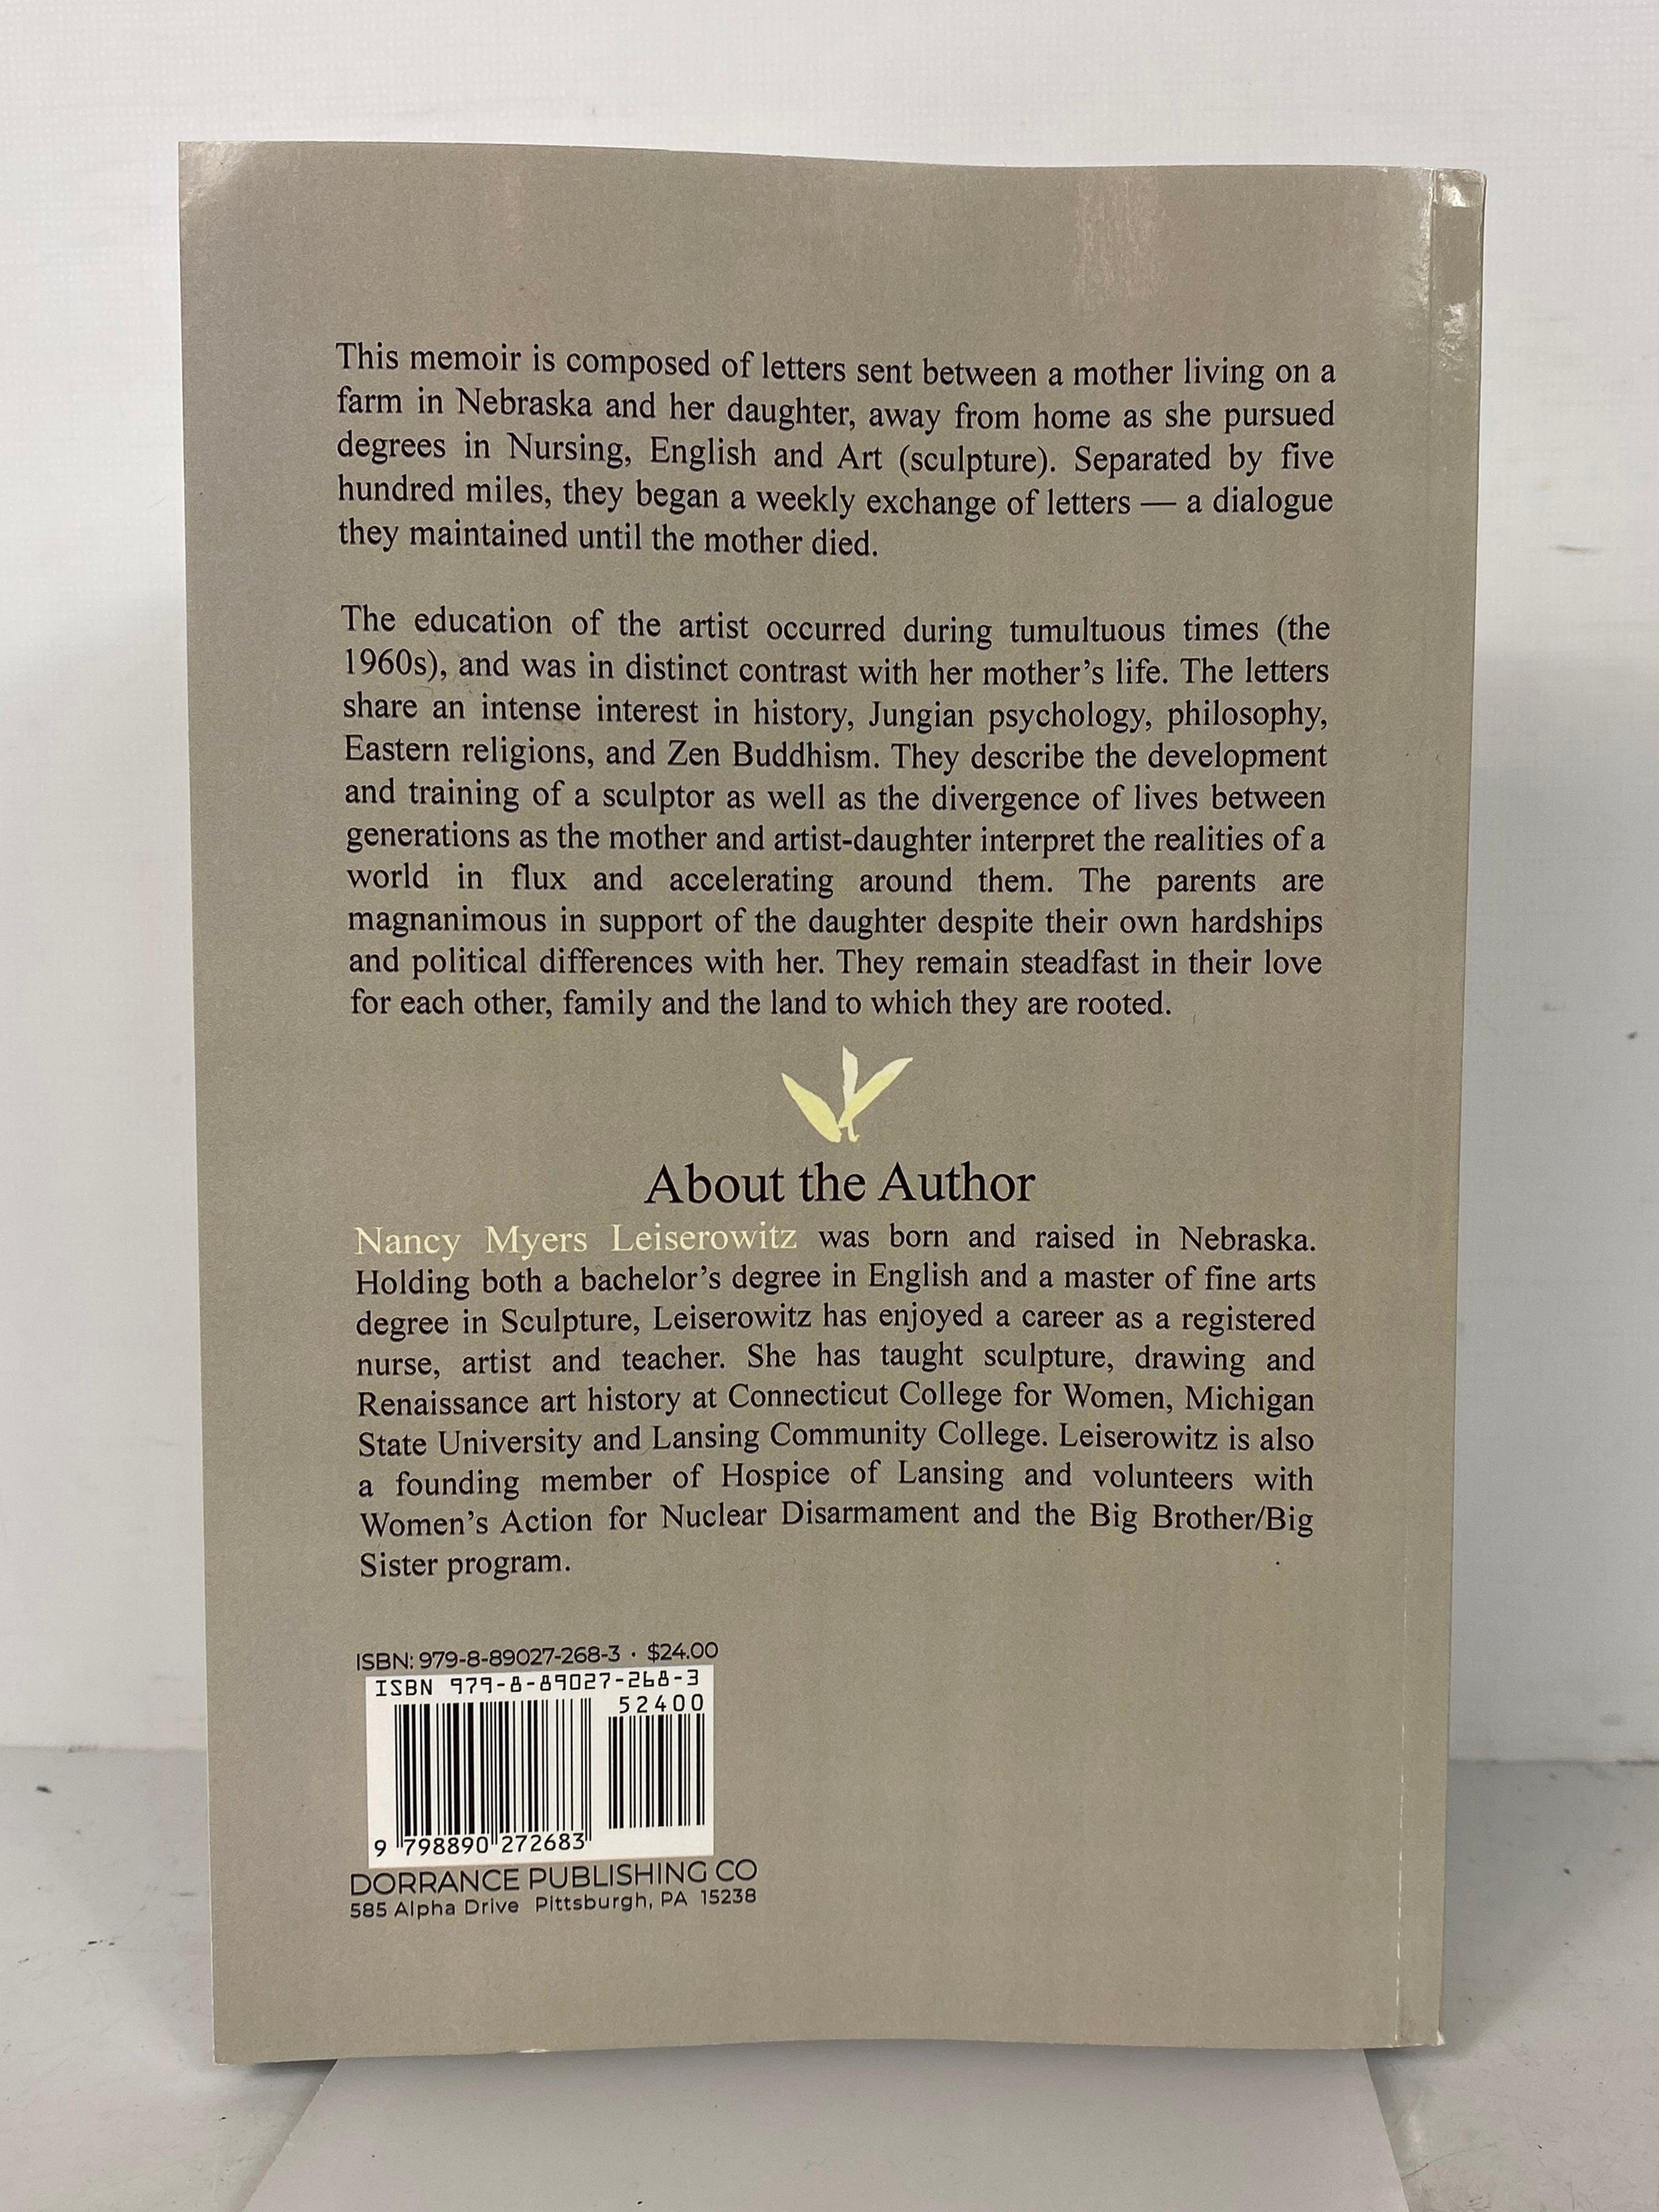 This memoir is composed of letters sent between a mother living on a
farm in Nebraska and her daughter, away from home as she pursued
degrees in Nursing, English and Art (sculpture). Separated by five
hundred miles, they began a weekly exchange of letters — a dialogue
they maintained until the mother died.
The education of the artist occurred during tumultuous times (the
1960s), and was in distinct contrast with her mother’s life. The letters
share an intense interest in history, Jungian psychology, philosophy,
Eastern religions, and Zen Buddhism. They describe the development
and training of a sculptor as well as the divergence of lives between
generations as the mother and artist-daughter interpret the realities of a
world in flux and accelerating around them. The parents are
magnanimous in support of the daughter despite their own hardships
and political differences with her. They remain steadfast in their love
for each other, family and the land to which they are rooted.
About the Author
Nancy Myers Leiserowitz was born and raised in Nebraska.
Holding both a bachelor’s degree in English and a master of fine arts
degree in Sculpture, Leiserowitz has enjoyed a career as a registered
nurse, artist and teacher. She has taught sculpture, drawing and
Renaissance art history at Connecticut College for Women, Michigan
State University and Lansing Community College. Leiserowitz is also
a founding member of Hospice of Lansing and volunteers with
Women’s Action for Nuclear Disarmament and the Big Brother/Big
Sister program.
ISBN: 979-8-89027-268-3 · $24.00
ISBN 979-8-89027-268-3
52400
9 798890 272683
DORRANCE PUBLISHING CO
585 Alpha Drive Pittsburgh, PA 15238